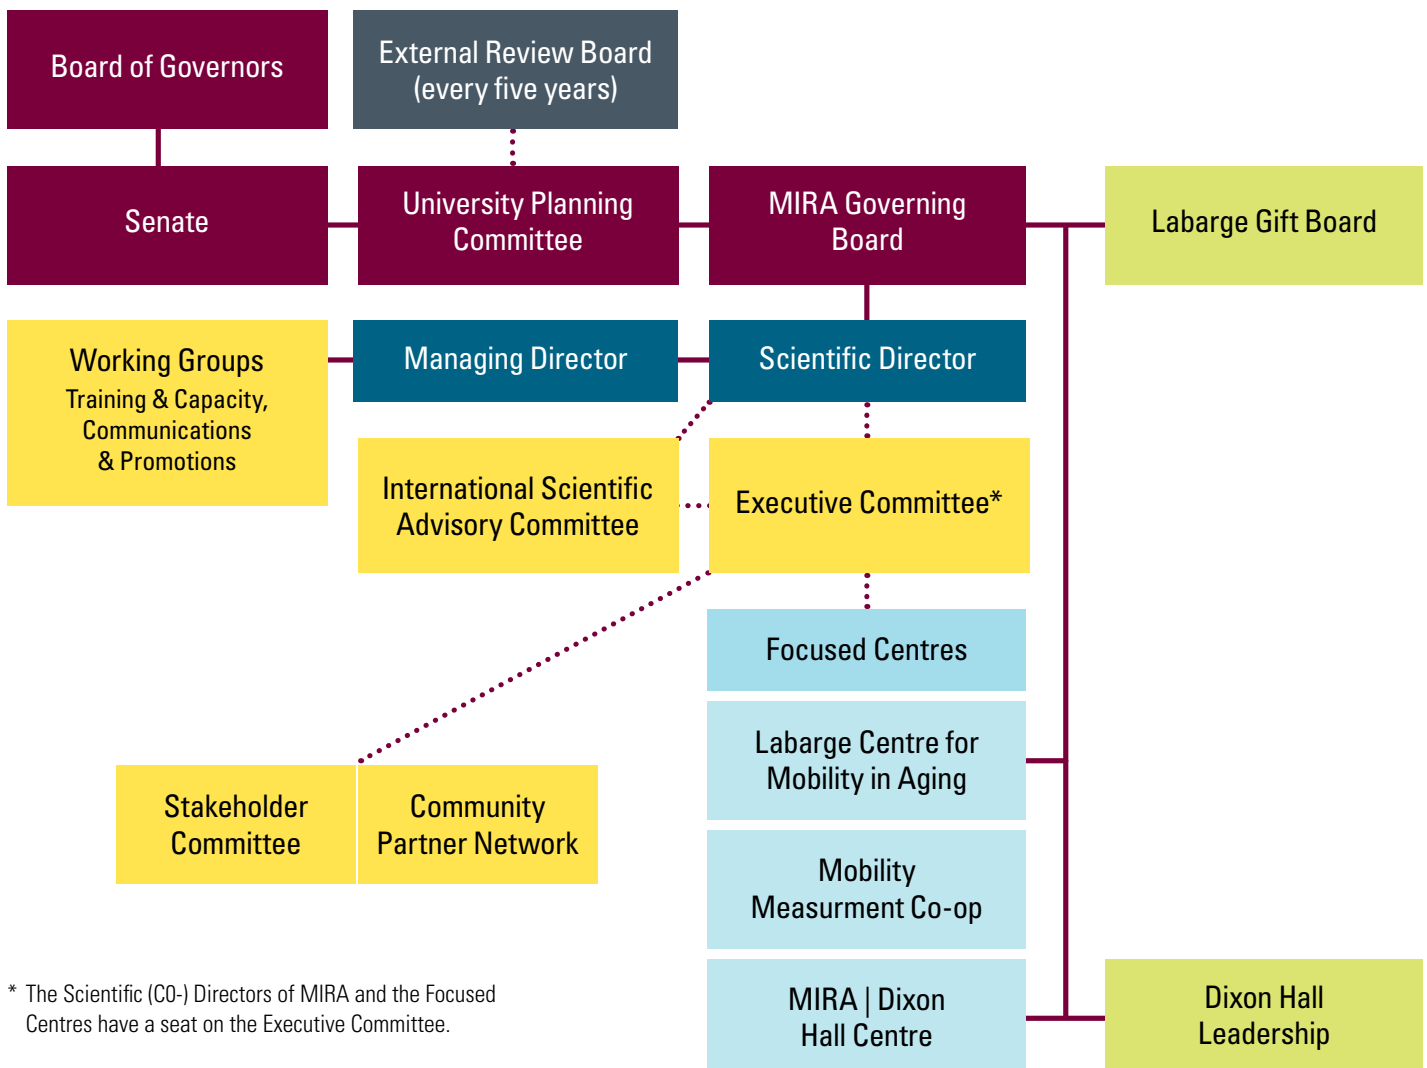 Board of Governors
External Review Board
(every five years)
Senate
University Planning
Committee
MIRA Governing
Board
Labarge Gift Board
Working Groups
Training & Capacity,
Communications
& Promotions
Managing Director
Scientific Director
International Scientific
Advisory Committee
Executive Committee*
Focused Centres
Labarge Centre for
Mobility in Aging
Stakeholder
Committee
Community
Partner Network
Mobility
Measurment Co-op
MIRA | Dixon
Hall Centre
Dixon Hall
Leadership
* The Scientific (C0-) Directors of MIRA and the Focused
Centres have a seat on the Executive Committee.